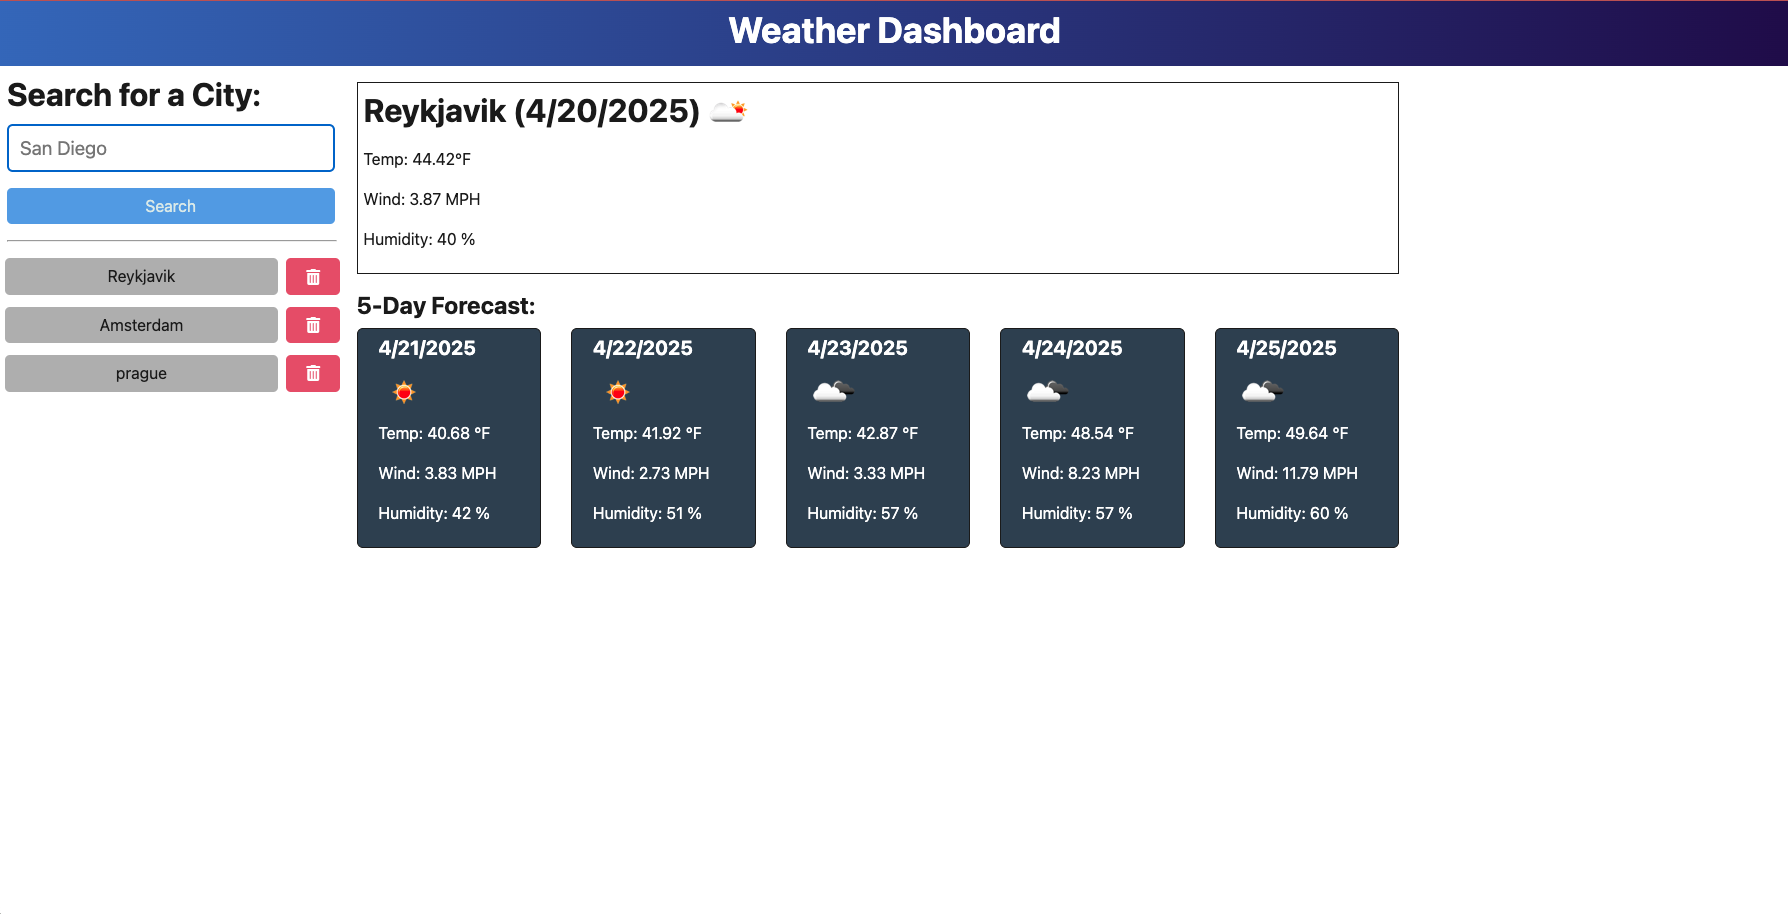 Weather Dashboard
Search for a City:
San Diego
Search
Reykjavik
Amsterdam
prague
Reykjavik (4/20/2025)
Temp: 44.42°F
Wind: 3.87 MPH
Humidity: 40 %
5-Day Forecast:
4/21/2025
Temp: 40.68 °F
Wind: 3.83 MPH
Humidity: 42 %
4/22/2025
Temp: 41.92 °F
Wind: 2.73 MPH
Humidity: 51 %
4/23/2025
Temp: 42.87 °F
Wind: 3.33 MPH
Humidity: 57 %
4/24/2025
Temp: 48.54 °F
Wind: 8.23 MPH
Humidity: 57 %
4/25/2025
Temp: 49.64 °F
Wind: 11.79 MPH
Humidity: 60 %